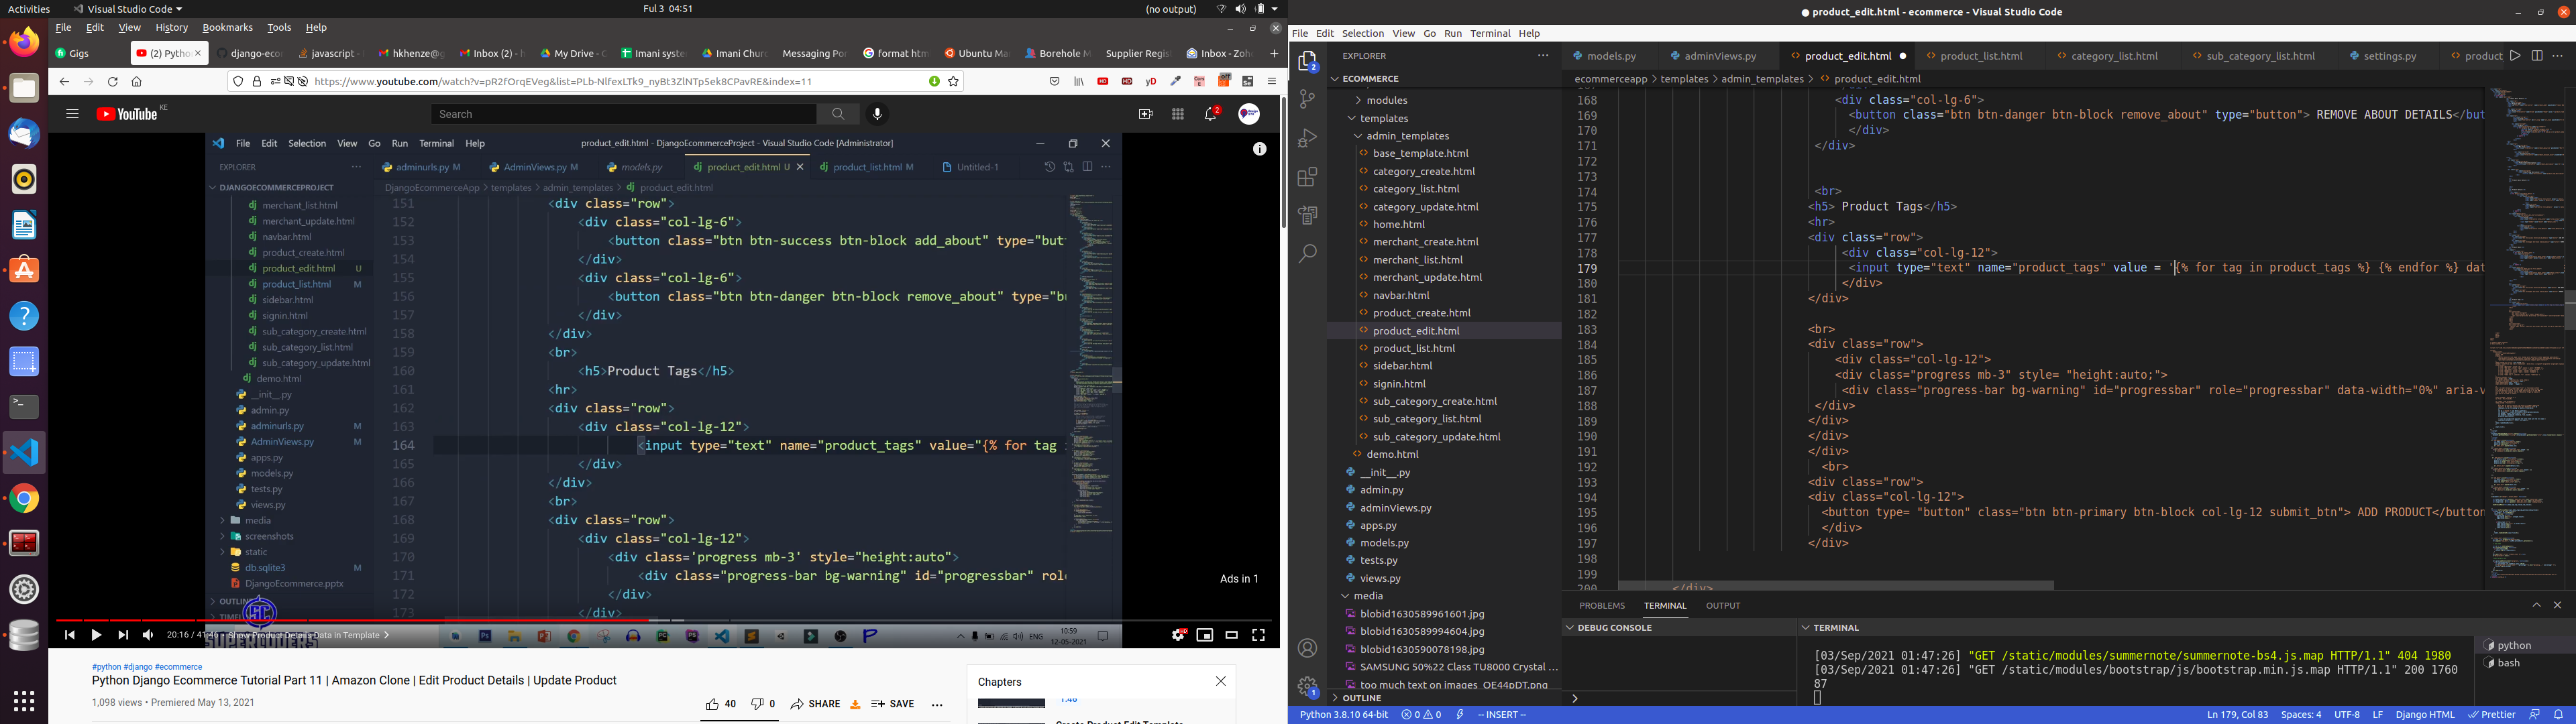 Activities
Visual Studio Code
Ful 3 04:51
(no output)
File Edit View History Bookmarks Tools Help
Gigs
(2) Pytho
django-eco
javascript -
hkhenze@g
Inbox (2) - h
My Drive - G
Imani syste
Imani Churc
Messaging Por
format htm
Ubuntu Ma
Borehole M
Supplier Regis
Inbox - Zoho
https://www.youtube.com/watch?v=pR2fOrqEVeg&list=PLb-NlfexLTk9_nyBt3ZlNTp5ek8CPavRE&index=11
YouTube KE
Search
2
File Edit Selection View Go Run Terminal Help
product_edit.html - DjangoEcommerceProject - Visual Studio Code [Administrator]
EXPLORER
adminurls.py M
AdminViews.py M
models.py
product_edit.html U
product_list.html M
Untitled-1
DJANGOECOMMERCEPROJECT
DjangoEcommerceApp > templates > admin_templates > product_edit.html
merchant_list.html
merchant_update.html
navbar.html
product_create.html
product_edit.html U
product_list.html M
sidebar.html
signin.html
sub_category_create.html
sub_category_list.html
sub_category_update.html
demo.html
__init__.py
admin.py
adminurls.py M
AdminViews.py M
apps.py
models.py
tests.py
views.py
media
screenshots
static
db.sqlite3 M
DjangoEcommerce.pptx
OUTLINE
151 <div class="row">
152 <div class="col-lg-6">
153 <button class="btn btn-success btn-block add_about" type="butt
154 </div>
155 <div class="col-lg-6">
156 <button class="btn btn-danger btn-block remove_about" type="bu
157 </div>
158 </div>
159 <br>
160 <h5>Product Tags</h5>
161 <hr>
162 <div class="row">
163 <div class="col-lg-12">
164 <input type="text" name="product_tags" value="{% for tag
165 </div>
166 </div>
167 <br>
168 <div class="row">
169 <div class="col-lg-12">
170 <div class='progress mb-3' style="height:auto">
171 <div class="progress-bar bg-warning" id="progressbar" role
172 </div>
173 </div>
Ads in 1
SUPERCODERS
20:16 / 41:46 • Show Product Details Data in Template >
ENG
10:59
12-05-2021
#python #django #ecommerce
Python Django Ecommerce Tutorial Part 11 | Amazon Clone | Edit Product Details | Update Product
1,098 views • Premiered May 13, 2021
40
0
SHARE
SAVE
Chapters
product_edit.html - ecommerce - Visual Studio Code
File Edit Selection View Go Run Terminal Help
EXPLORER
models.py
adminViews.py
product_edit.html
product_list.html
category_list.html
sub_category_list.html
settings.py
product
ECOMMERCE
ecommerceapp > templates > admin_templates > product_edit.html
modules
templates
admin_templates
base_template.html
category_create.html
category_list.html
category_update.html
home.html
merchant_create.html
merchant_list.html
merchant_update.html
navbar.html
product_create.html
product_edit.html
product_list.html
sidebar.html
signin.html
sub_category_create.html
sub_category_list.html
sub_category_update.html
demo.html
__init__.py
admin.py
adminViews.py
apps.py
models.py
tests.py
views.py
media
blobid1630589961601.jpg
blobid1630589994604.jpg
blobid1630590078198.jpg
SAMSUNG 50%22 Class TU8000 Crystal ...
too much text on images_OE44pDT.png
OUTLINE
168 <div class="col-lg-6">
169 <button class="btn btn-danger btn-block remove_about" type="button"> REMOVE ABOUT DETAILS</but
170 </div>
171 </div>
172
173
174 <br>
175 <h5> Product Tags</h5>
176 <hr>
177 <div class="row">
178 <div class="col-lg-12">
179 <input type="text" name="product_tags" value = '{% for tag in product_tags %} {% endfor %} dat
180 </div>
181 </div>
182
183 <br>
184 <div class="row">
185 <div class="col-lg-12">
186 <div class="progress mb-3" style= "height:auto;">
187 <div class="progress-bar bg-warning" id="progressbar" role="progressbar" data-width="0%" aria-v
188 </div>
189 </div>
190 </div>
191 </div>
192 <br>
193 <div class="row">
194 <div class="col-lg-12">
195 <button type= "button" class="btn btn-primary btn-block col-lg-12 submit_btn"> ADD PRODUCT</button
196 </div>
197 </div>
198
199
200 </div>
PROBLEMS TERMINAL OUTPUT
DEBUG CONSOLE
TERMINAL
[03/Sep/2021 01:47:26] "GET /static/modules/summernote/summernote-bs4.js.map HTTP/1.1" 404 1980
[03/Sep/2021 01:47:26] "GET /static/modules/bootstrap/js/bootstrap.min.js.map HTTP/1.1" 200 1760
87
python
bash
Python 3.8.10 64-bit
0 0
-- INSERT --
Ln 179, Col 83
Spaces: 4
UTF-8
LF
Django HTML
Prettier